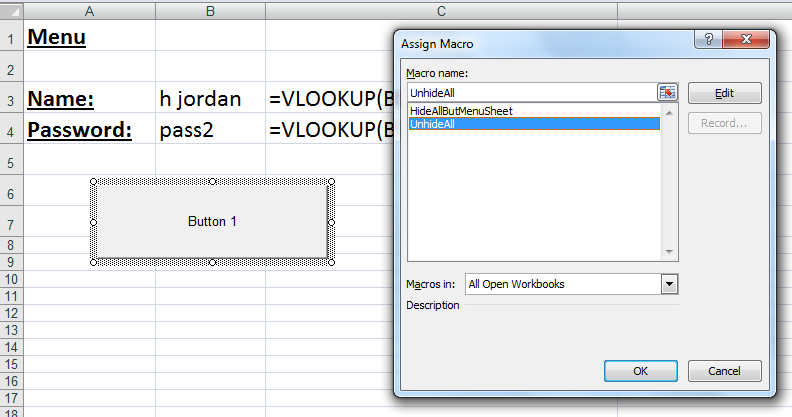 A B C
1 Menu
2
3 Name: h jordan =VLOOKUP(B
4 Password: pass2 =VLOOKUP(B
5
6
7
8
9
10
11
12
13
14
15
16
17
18
Button 1
Assign Macro
?
Macro name:
UnhideAll
Edit
HideAllButMenuSheet
Record...
UnhideAll
Macros in: All Open Workbooks
Description
OK Cancel